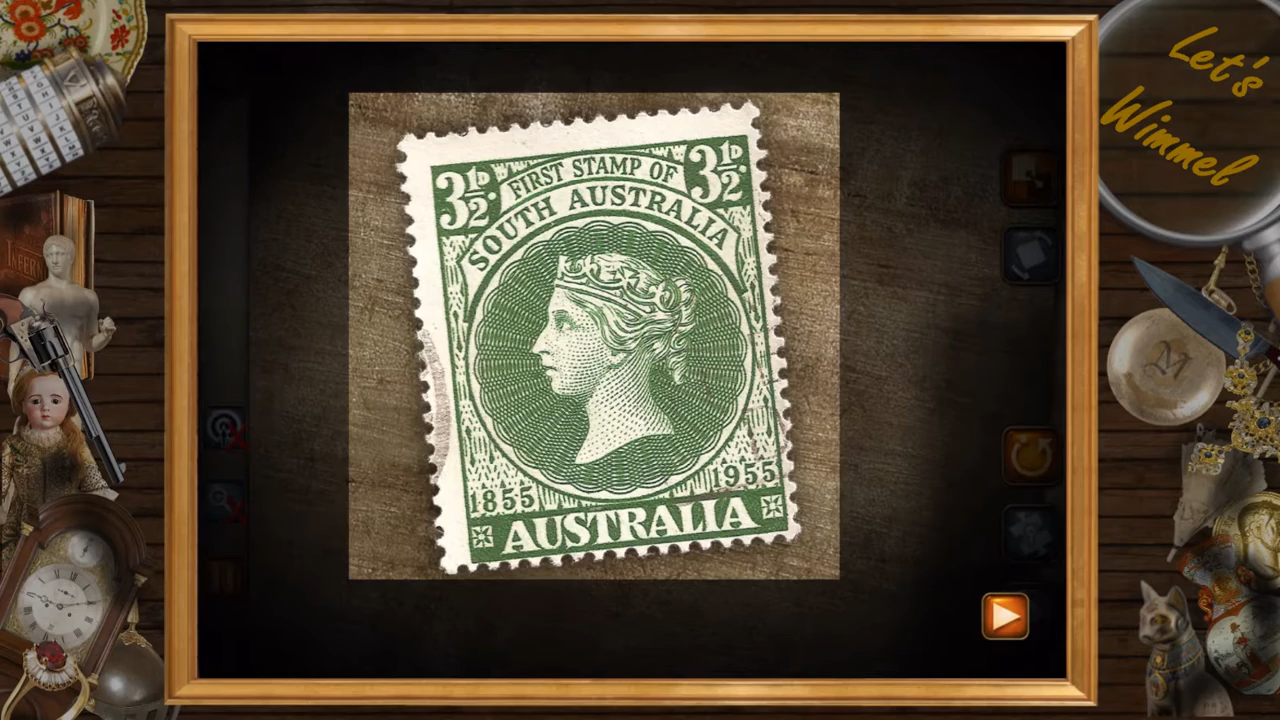 Let's
Wimmel
3½D.
FIRST STAMP OF
3½D
SOUTH AUSTRALIA
1855
1955
AUSTRALIA
M